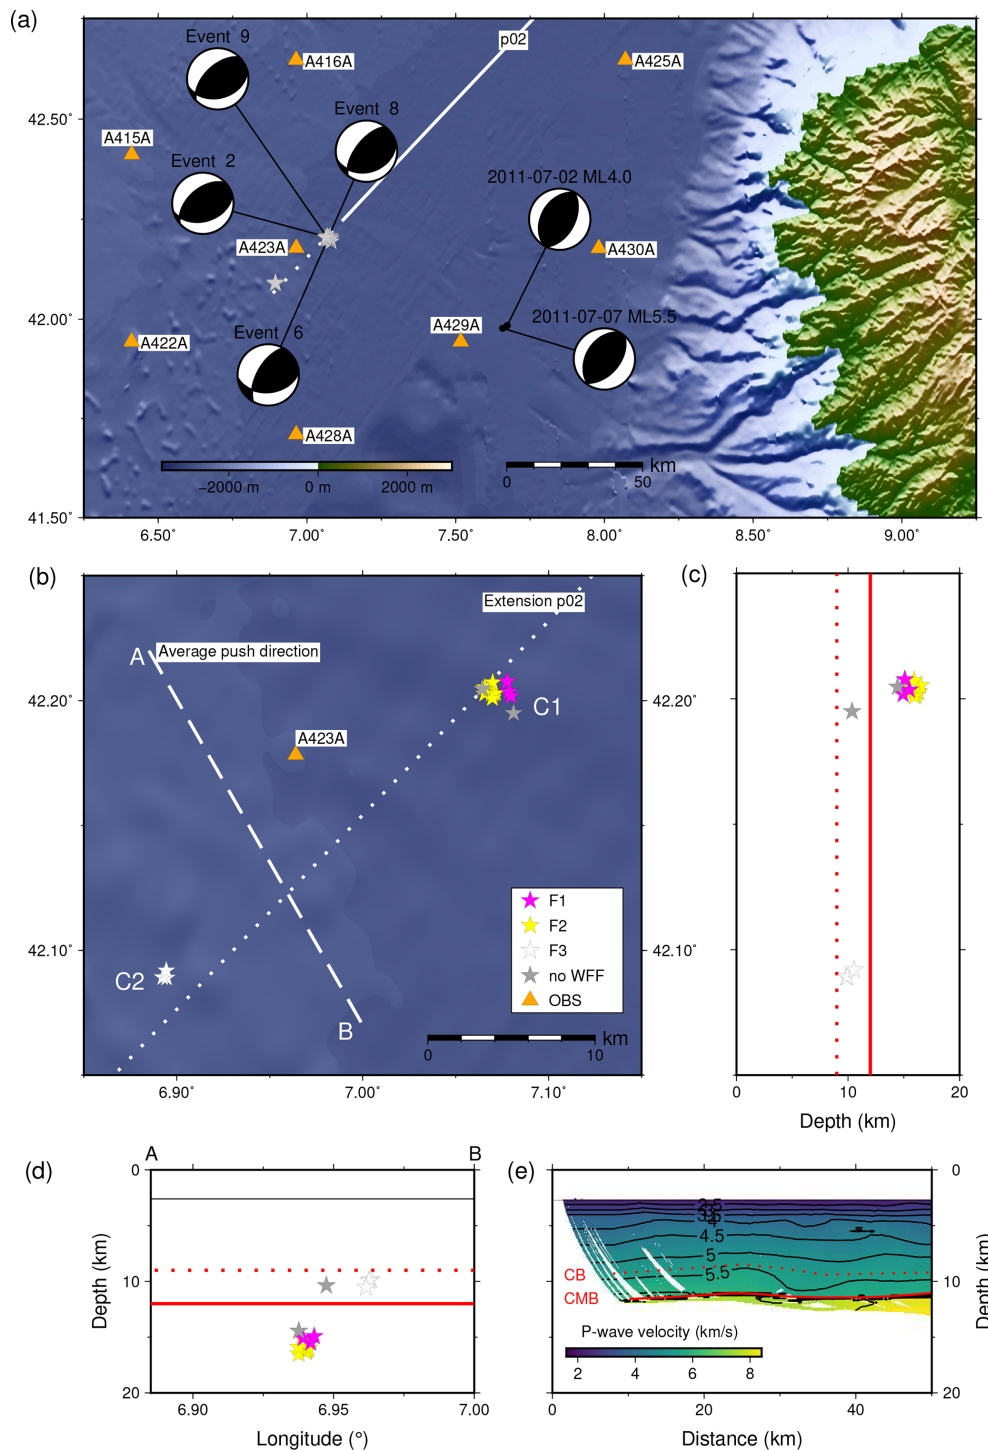 (a)
Event 9
p02
A416A
A425A
Event 8
42.50°
A415A
Event 2
2011-07-02 ML4.0
A423A
A430A
42.00°
A429A
2011-07-07 ML5.5
A422A
Event 6
A428A
km
−2000 m
0 m
2000 m
0
50
41.50°
6.50°
7.00°
7.50°
8.00°
8.50°
9.00°
(b)
(c)
Extension p02
A
Average push direction
42.20°
42.20°
C1
A423A
F1
F2
42.10°
F3
42.10°
C2
no WFF
OBS
B
km
0
10
6.90°
7.00°
7.10°
0
10
20
Depth (km)
(d)
A
B
(e)
0
0
Depth (km)
10
20
6.90
6.95
7.00
Longitude (°)
2.5
3
3.5
4
4.5
5
5.5
CB
CMB
P-wave velocity (km/s)
2
4
6
8
10
20
Depth (km)
0
20
40
Distance (km)